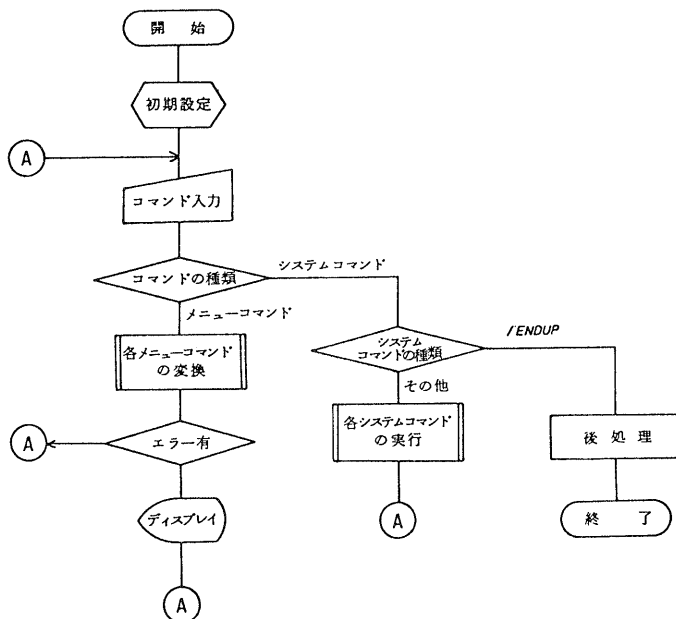 開 始
初期設定
A
コマンド入力
コマンドの種類
システムコマンド
メニューコマンド
各メニューコマンド
の変換
システム
コマンドの種類
/ENDUP
その他
各システムコマンド
の実行
後 処 理
A
エラー有
ディスプレイ
A
終 了
A